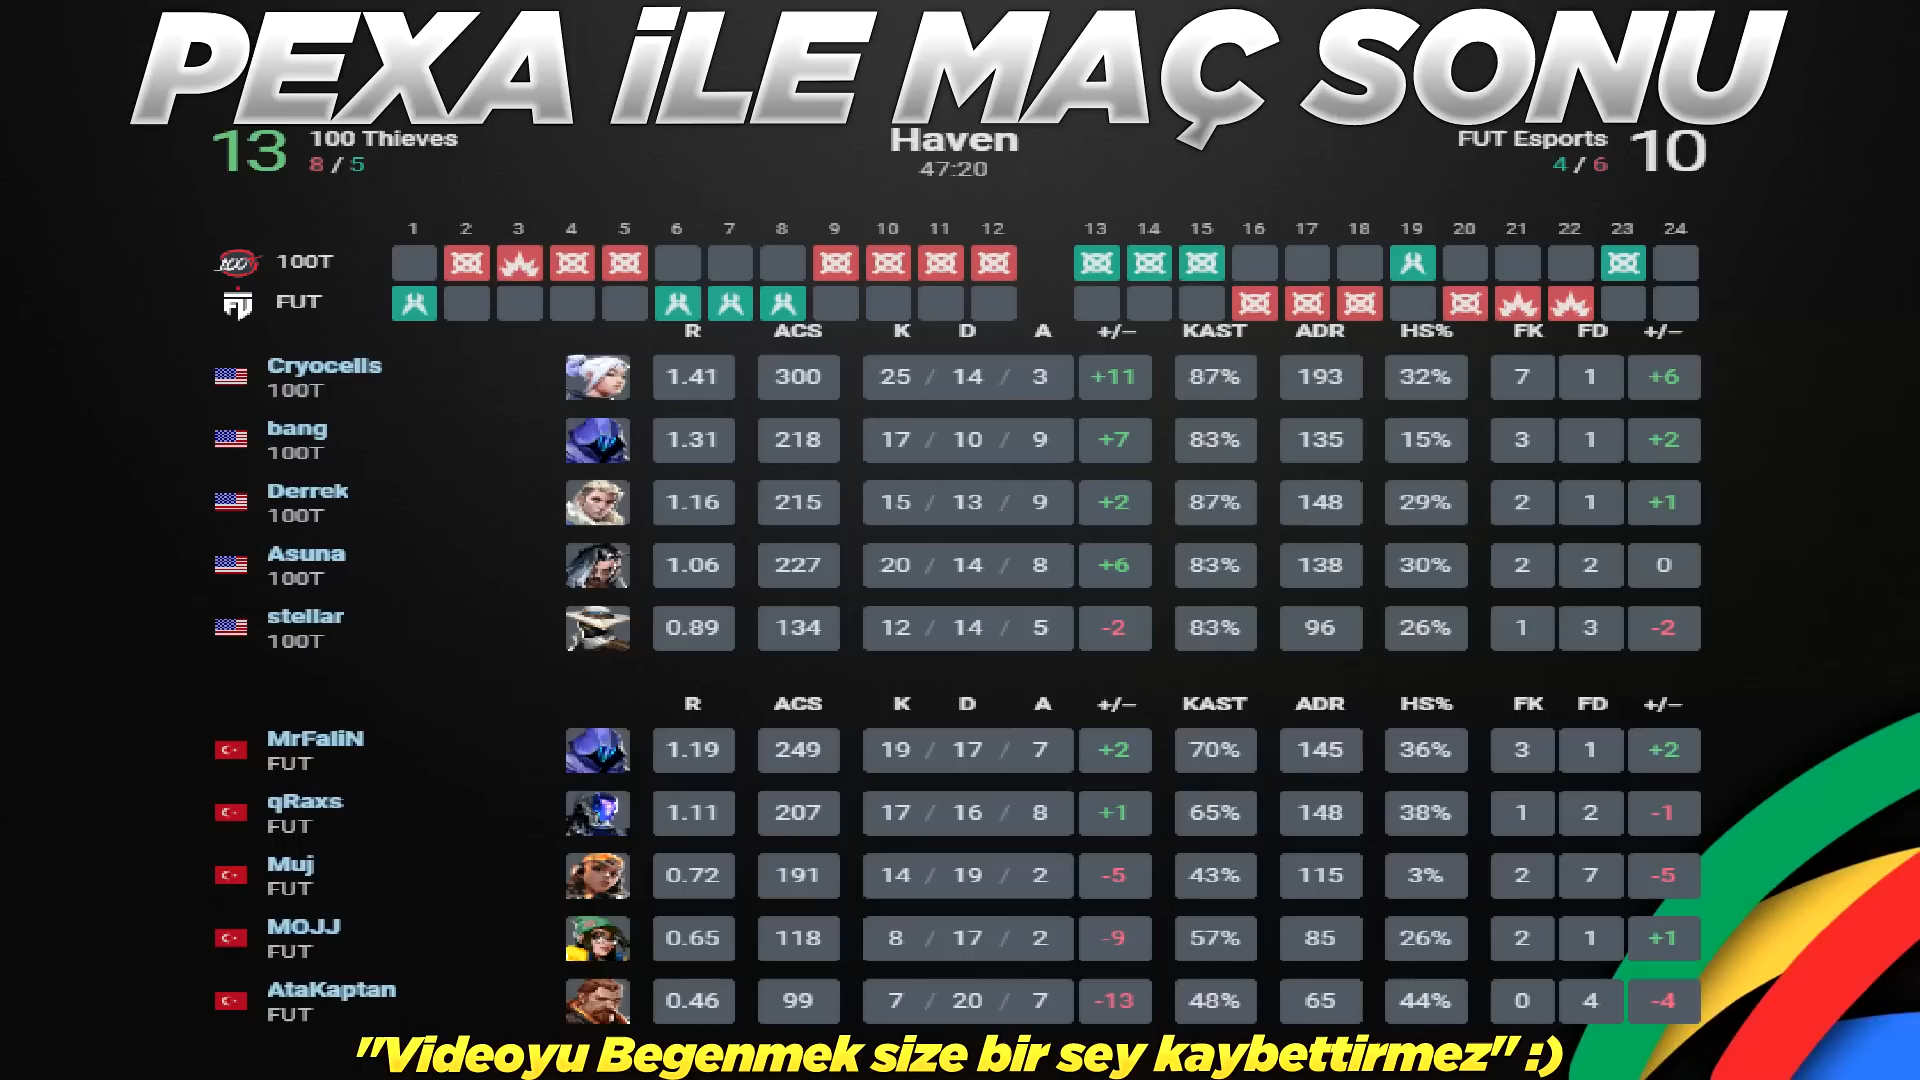 PEXA iLE MAÇ SONU
13 100 Thieves Haven FUT Esports 10
8 / 5 47:20 4 / 6
1 2 3 4 5 6 7 8 9 10 11 12 13 14 15 16 17 18 19 20 21 22 23 24
100T
FUT
R ACS K D A +/- KAST ADR HS% FK FD +/-
Cryocells
100T
1.41 300 25 / 14 / 3 +11 87% 193 32% 7 1 +6
bang
100T
1.31 218 17 / 10 / 9 +7 83% 135 15% 3 1 +2
Derrek
100T
1.16 215 15 / 13 / 9 +2 87% 148 29% 2 1 +1
Asuna
100T
1.06 227 20 / 14 / 8 +6 83% 138 30% 2 2 0
stellar
100T
0.89 134 12 / 14 / 5 -2 83% 96 26% 1 3 -2
R ACS K D A +/- KAST ADR HS% FK FD +/-
MrFaliN
FUT
1.19 249 19 / 17 / 7 +2 70% 145 36% 3 1 +2
qRaxs
FUT
1.11 207 17 / 16 / 8 +1 65% 148 38% 1 2 -1
Muj
FUT
0.72 191 14 / 19 / 2 -5 43% 115 3% 2 7 -5
MOJJ
FUT
0.65 118 8 / 17 / 2 -9 57% 85 26% 2 1 +1
AtaKaptan
FUT
0.46 99 7 / 20 / 7 -13 48% 65 44% 0 4 -4
"Videoyu Begenmek size bir sey kaybettirmez" :)